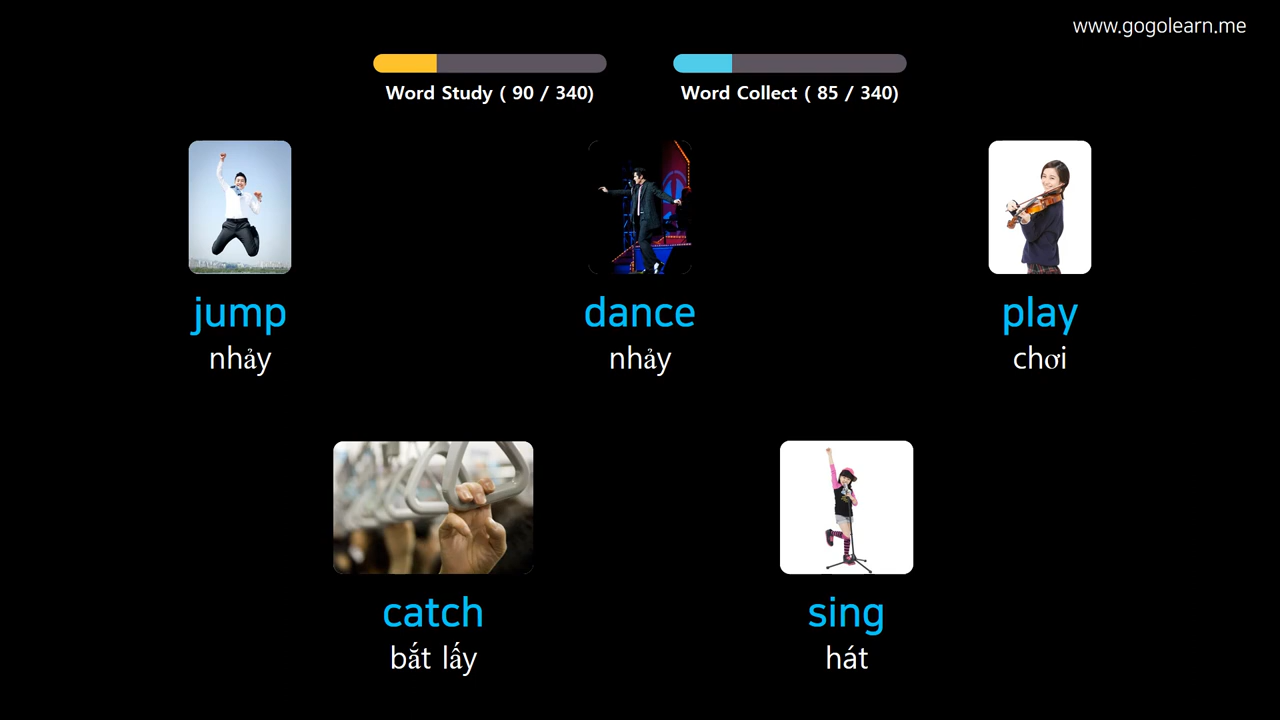 www.gogolearn.me
Word Study ( 90 / 340)
Word Collect ( 85 / 340)
jump
nhảy
dance
nhảy
play
chơi
catch
bắt lấy
sing
hát